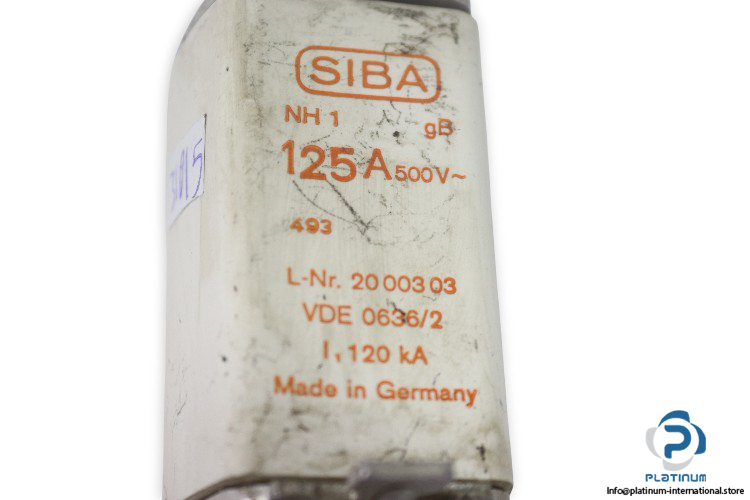 SIBA
NH 1 gB
125A 500V~
493
L-Nr. 20 003 03
VDE 0636/2
I, 120 kA
Made in Germany
PLATINUM
Info@platinum-international.store